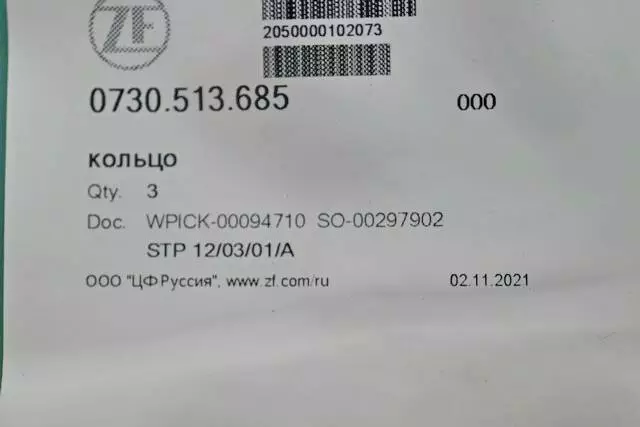 ZF
2050000102073
0730.513.685 000
КОЛЬЦО
Qty. 3
Doc. WPICK-00094710 SO-00297902
STP 12/03/01/A
ООО "ЦФ Руссия", www.zf.com/ru 02.11.2021